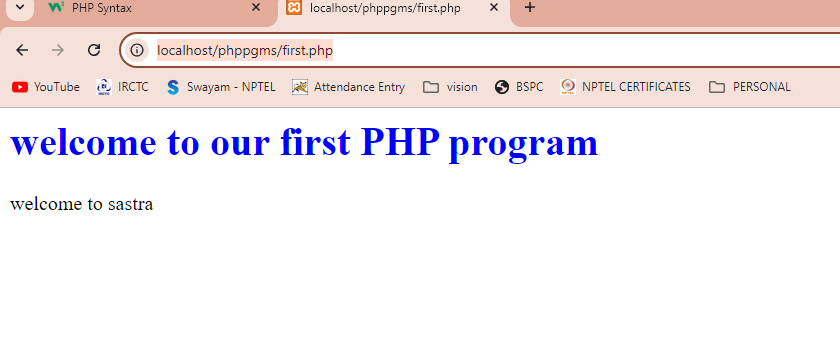 PHP Syntax
localhost/phppgms/first.php
localhost/phppgms/first.php
YouTube IRCTC Swayam - NPTEL Attendance Entry vision BSPC NPTEL CERTIFICATES PERSONAL
welcome to our first PHP program
welcome to sastra